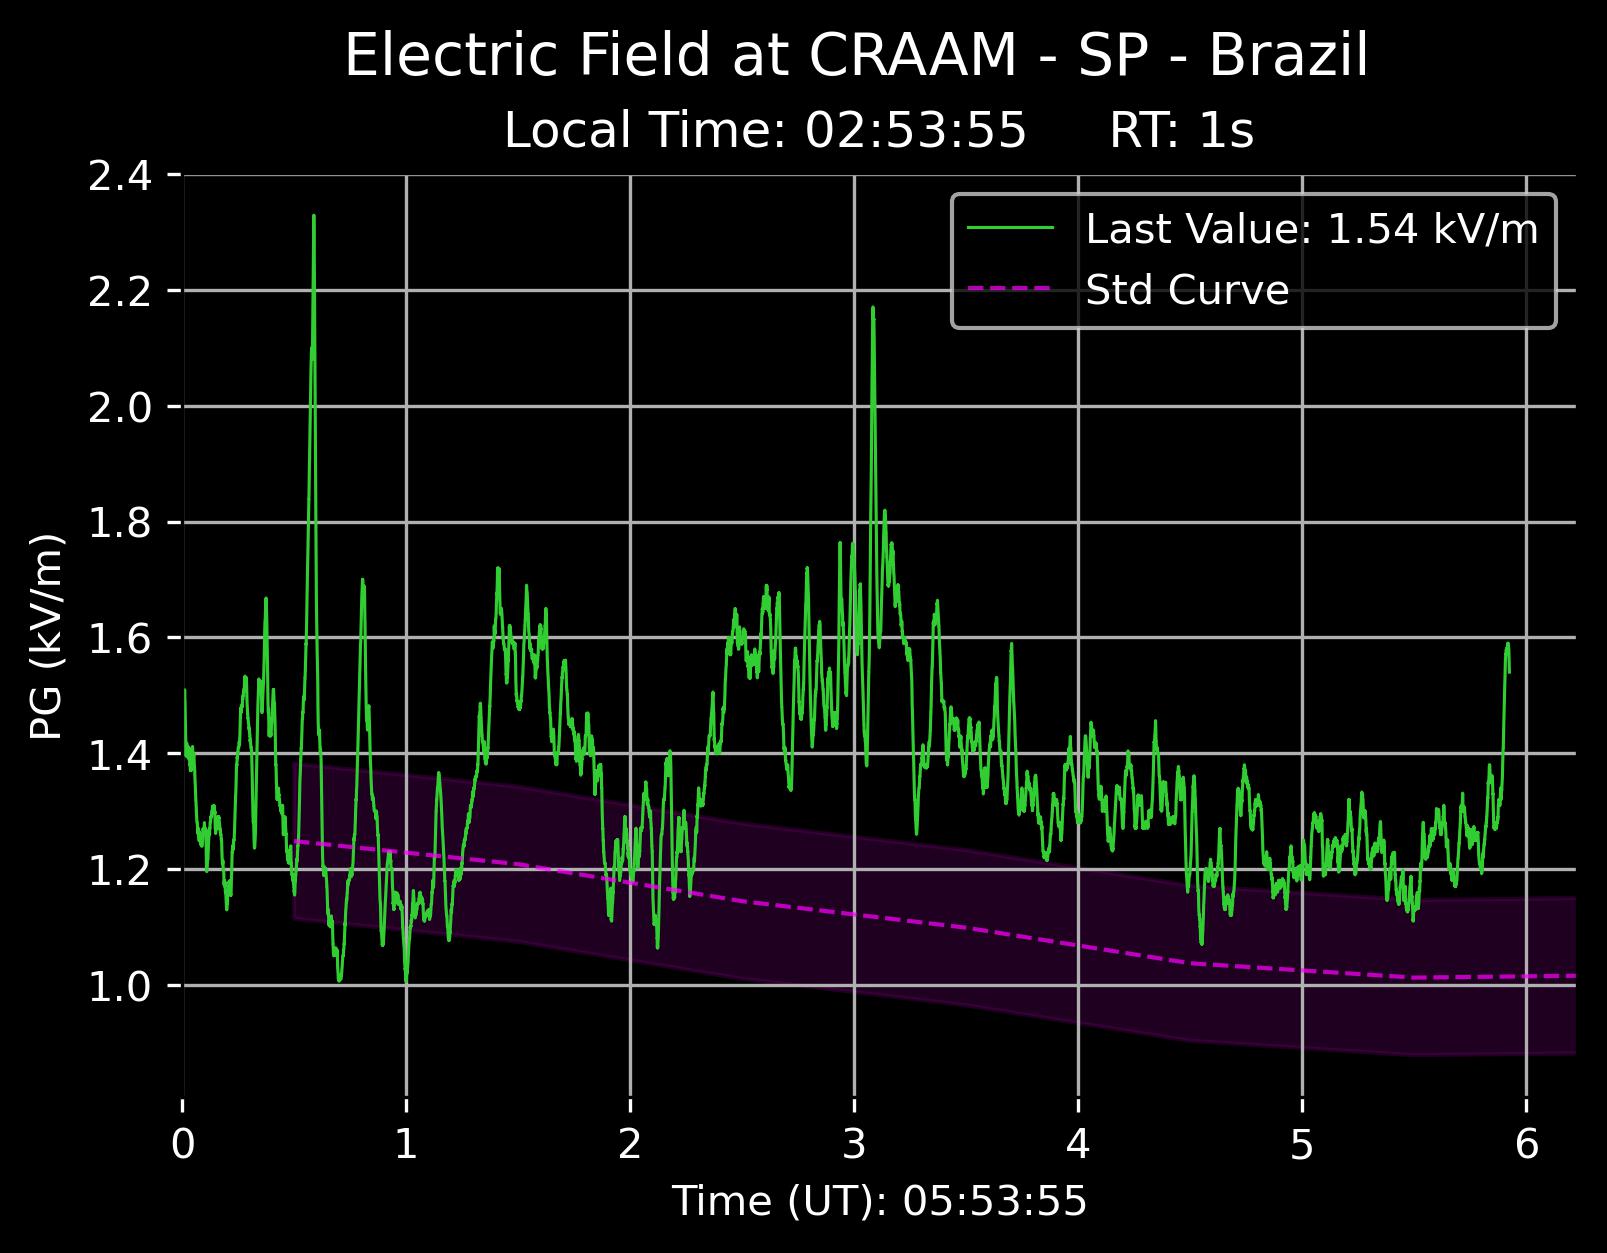 Electric Field at CRAAM - SP - Brazil
Local Time: 02:53:55 RT: 1s
Last Value: 1.54 kV/m
Std Curve
PG (kV/m)
2.4
2.2
2.0
1.8
1.6
1.4
1.2
1.0
0 1 2 3 4 5 6
Time (UT): 05:53:55